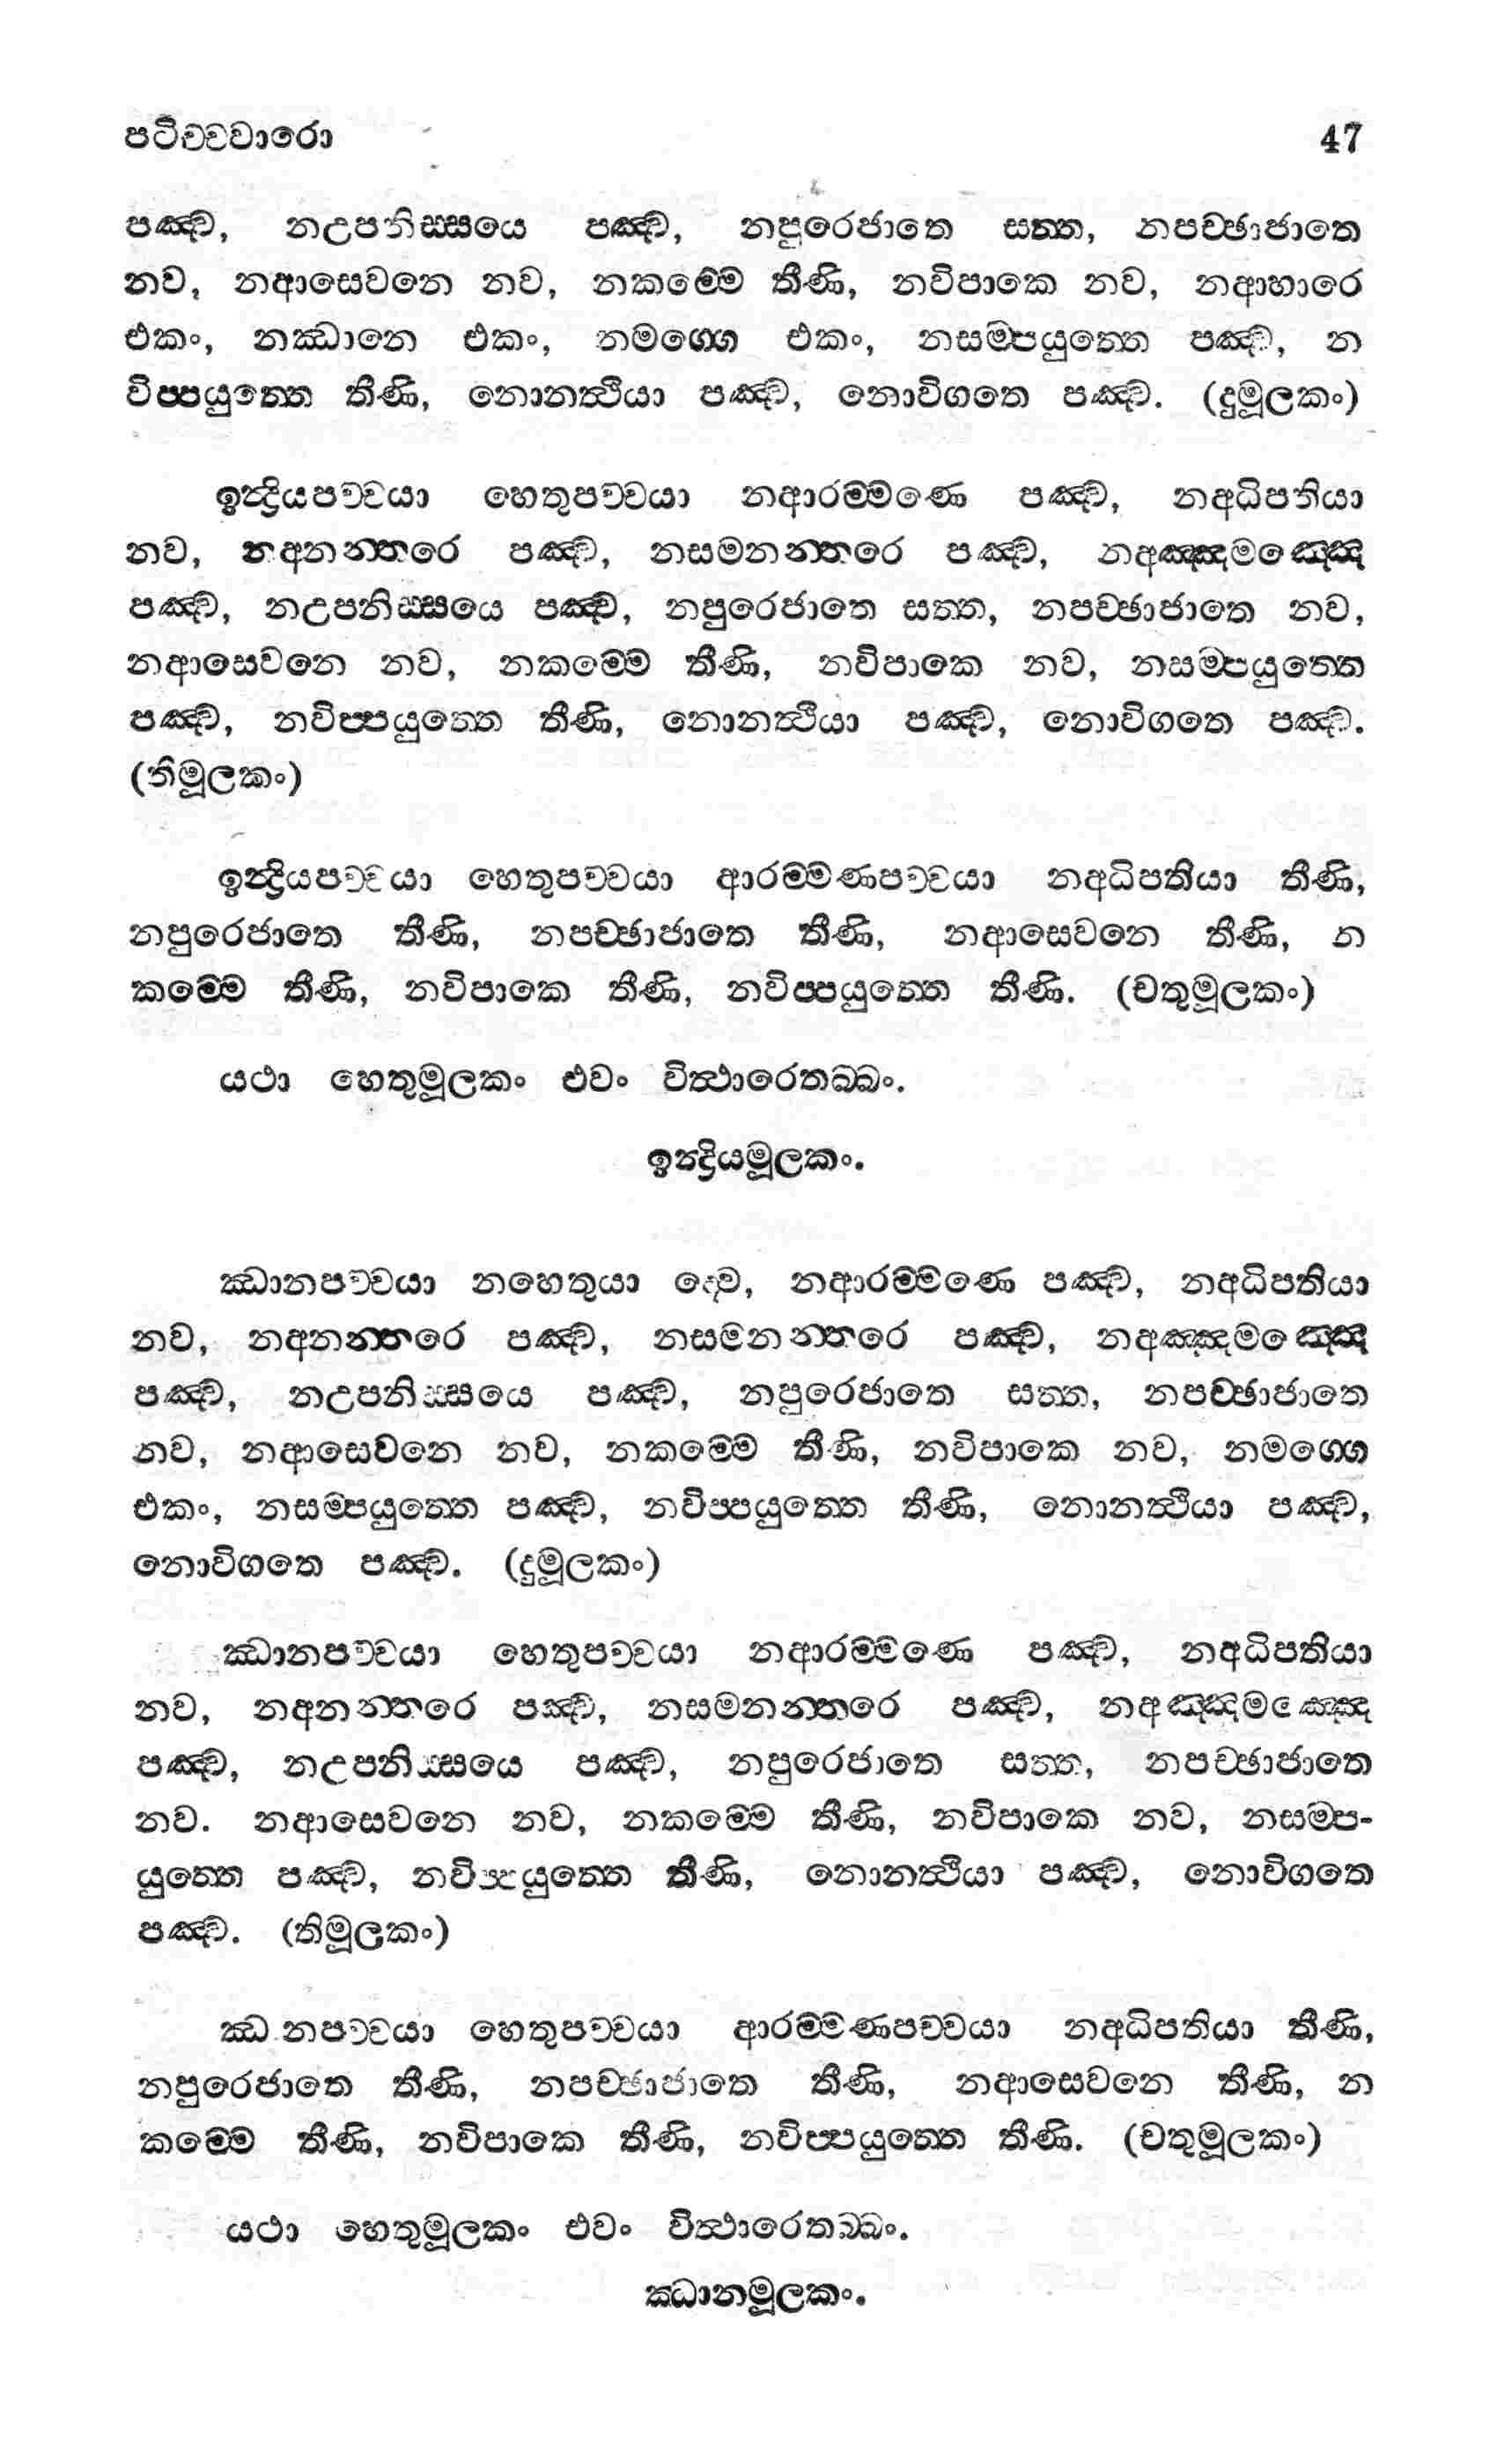 පටිච්චවාරො 47
පඤ්ච, නඋපනිස්සයෙ පඤ්ච, නපුරෙජාතෙ සත්ත, නපච්ඡාජාතෙ
නව, නආසෙවනෙ නව, නකම්මෙ තීණි, නවිපාකෙ නව, නආහාරෙ
එකං, නඣානෙ එකං, නමග්ගෙ එකං, නසම්පයුත්තෙ පඤ්ච, න
විප්පයුත්තෙ තීණි, නොනත්ථියා පඤ්ච, නොවිගතෙ පඤ්ච. (දුමූලකං)
ඉන්ද්‍රියපච්චයා හෙතුපච්චයා නආරම්මණෙ පඤ්ච, නඅධිපතියා
නව, නඅනන්තරෙ පඤ්ච, නසමනන්තරෙ පඤ්ච, නඅඤ්ඤමඤ්ඤෙ
පඤ්ච, නඋපනිස්සයෙ පඤ්ච, නපුරෙජාතෙ සත්ත, නපච්ඡාජාතෙ නව,
නආසෙවනෙ නව, නකම්මෙ තීණි, නවිපාකෙ නව, නසම්පයුත්තෙ
පඤ්ච, නවිප්පයුත්තෙ තීණි, නොනත්ථියා පඤ්ච, නොවිගතෙ පඤ්ච.
(තිමූලකං)
ඉන්ද්‍රියපච්චයා හෙතුපච්චයා ආරම්මණපච්චයා නඅධිපතියා තීණි,
නපුරෙජාතෙ තීණි, නපච්ඡාජාතෙ තීණි, නආසෙවනෙ තීණි, න
කම්මෙ තීණි, නවිපාකෙ තීණි, නවිප්පයුත්තෙ තීණි. (චතුමූලකං)
යථා හෙතුමූලකං එවං විත්ථාරෙතබ්බං.
ඉන්ද්‍රියමූලකං.
ඣානපච්චයා නහෙතුයා ද්වෙ, නආරම්මණෙ පඤ්ච, නඅධිපතියා
නව, නඅනන්තරෙ පඤ්ච, නසමනන්තරෙ පඤ්ච, නඅඤ්ඤමඤ්ඤෙ
පඤ්ච, නඋපනිස්සයෙ පඤ්ච, නපුරෙජාතෙ සත්ත, නපච්ඡාජාතෙ
නව, නආසෙවනෙ නව, නකම්මෙ තීණි, නවිපාකෙ නව, නමග්ගෙ
එකං, නසම්පයුත්තෙ පඤ්ච, නවිප්පයුත්තෙ තීණි, නොනත්ථියා පඤ්ච,
නොවිගතෙ පඤ්ච. (දුමූලකං)
ඣානපච්චයා හෙතුපච්චයා නආරම්මණෙ පඤ්ච, නඅධිපතියා
නව, නඅනන්තරෙ පඤ්ච, නසමනන්තරෙ පඤ්ච, නඅඤ්ඤමඤ්ඤෙ
පඤ්ච, නඋපනිස්සයෙ පඤ්ච, නපුරෙජාතෙ සත්ත, නපච්ඡාජාතෙ
නව. නආසෙවනෙ නව, නකම්මෙ තීණි, නවිපාකෙ නව, නසම්ප-
යුත්තෙ පඤ්ච, නවිප්පයුත්තෙ තීණි, නොනත්ථියා පඤ්ච, නොවිගතෙ
පඤ්ච. (තිමූලකං)
ඣානපච්චයා හෙතුපච්චයා ආරම්මණපච්චයා නඅධිපතියා තීණි,
නපුරෙජාතෙ තීණි, නපච්ඡාජාතෙ තීණි, නආසෙවනෙ තීණි, න
කම්මෙ තීණි, නවිපාකෙ තීණි, නවිප්පයුත්තෙ තීණි. (චතුමූලකං)
යථා හෙතුමූලකං එවං විත්ථාරෙතබ්බං.
ඣානමූලකං.